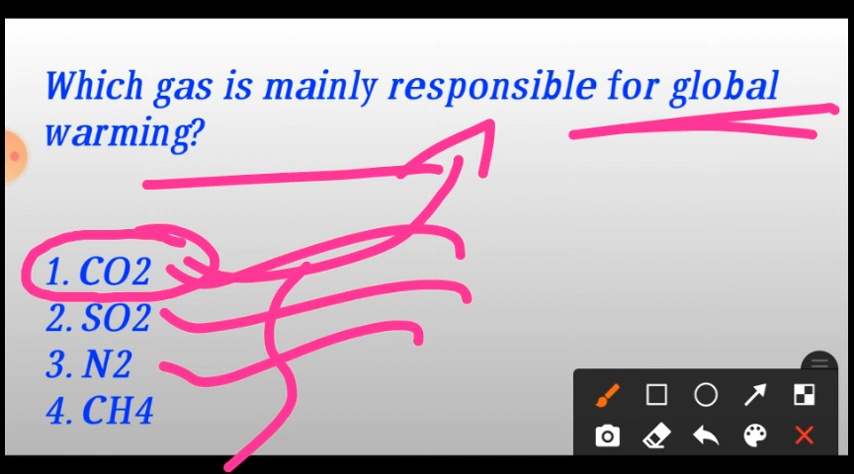 Which gas is mainly responsible for global
warming?
1. CO2
2. SO2
3. N2
4. CH4